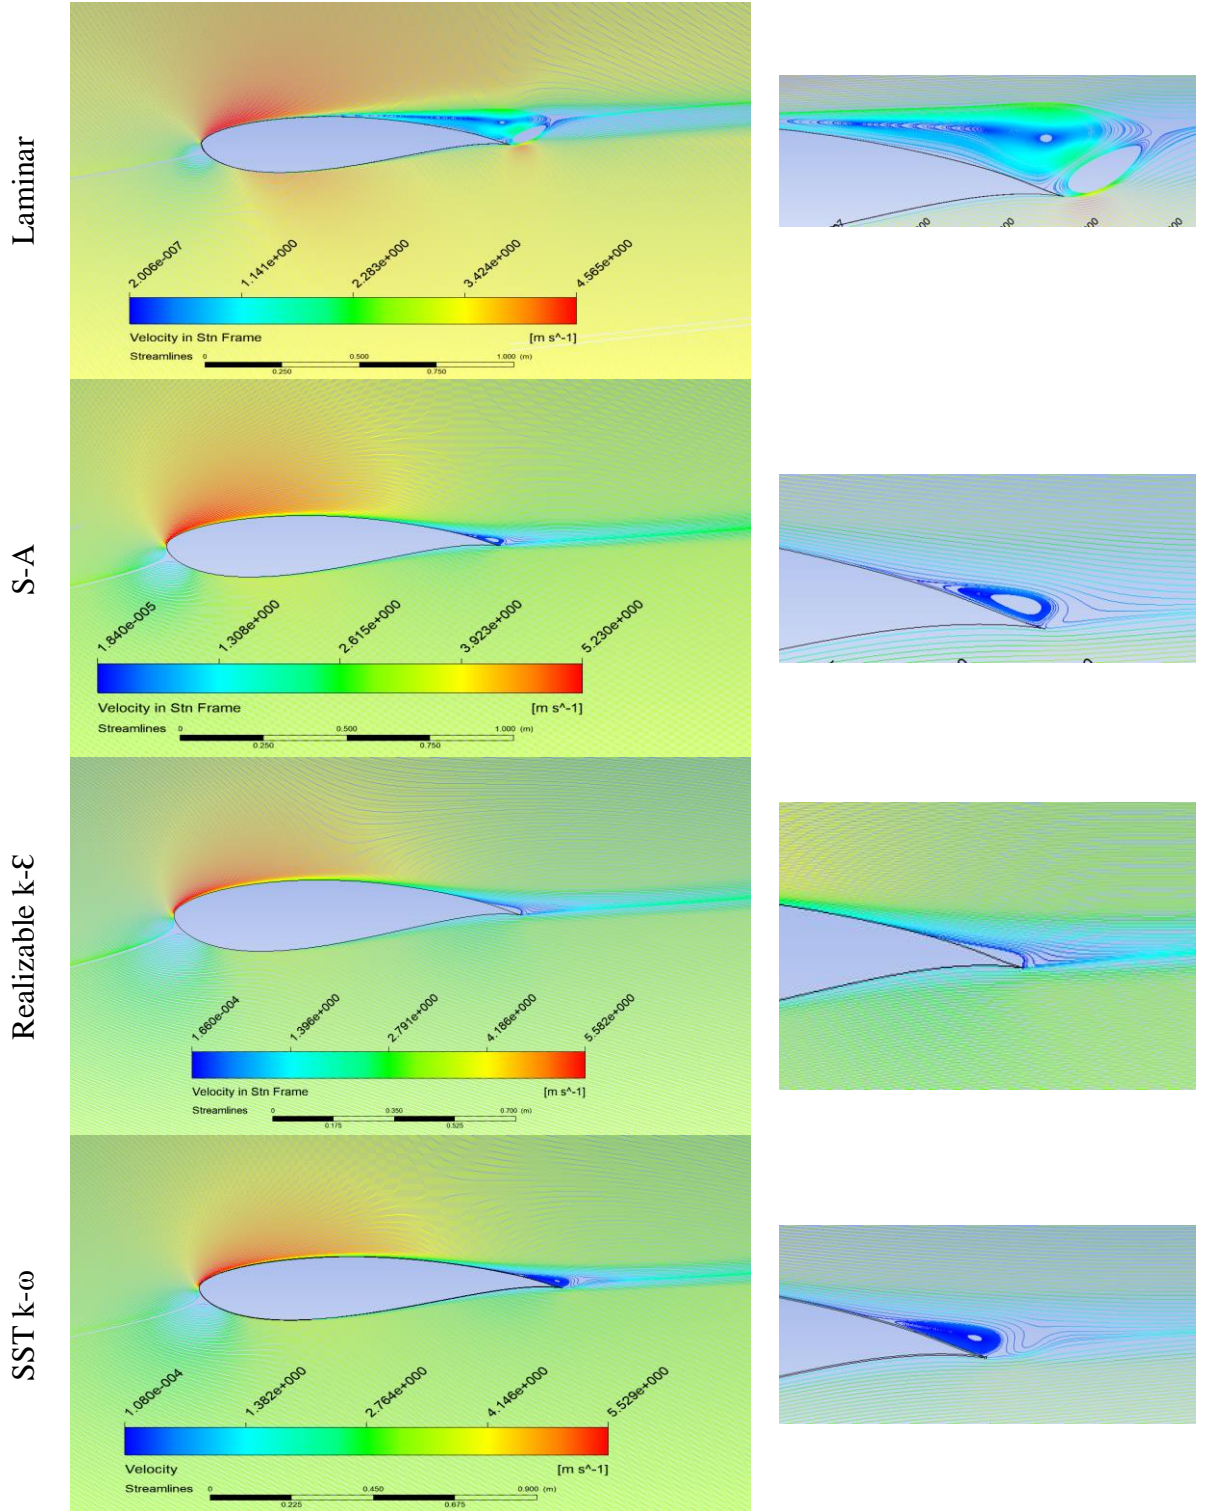 Laminar
2.006e-007 1.141e+000 2.283e+000 3.424e+000 4.565e+000
Velocity in Stn Frame [m s^-1]
Streamlines 0 0.500 1.000 (m)
0.250 0.750
S-A
1.840e-005 1.308e+000 2.615e+000 3.923e+000 5.230e+000
Velocity in Stn Frame [m s^-1]
Streamlines 0 0.500 1.000 (m)
0.250 0.750
Realizable k-Ɛ
1.660e-004 1.396e+000 2.791e+000 4.186e+000 5.582e+000
Velocity in Stn Frame [m s^-1]
Streamlines 0 0.350 0.700 (m)
0.175 0.525
SST k-ω
1.080e-004 1.382e+000 2.764e+000 4.146e+000 5.529e+000
Velocity [m s^-1]
Streamlines 0 0.450 0.900 (m)
0.225 0.675